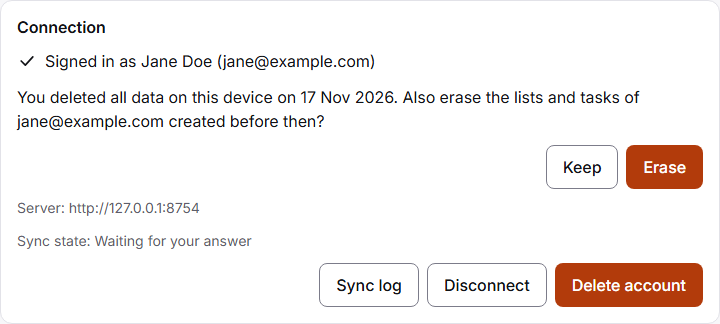 Connection
Signed in as Jane Doe (jane@example.com)
You deleted all data on this device on 17 Nov 2026. Also erase the lists and tasks of
jane@example.com created before then?
Keep
Erase
Server: http://127.0.0.1:8754
Sync state: Waiting for your answer
Sync log
Disconnect
Delete account